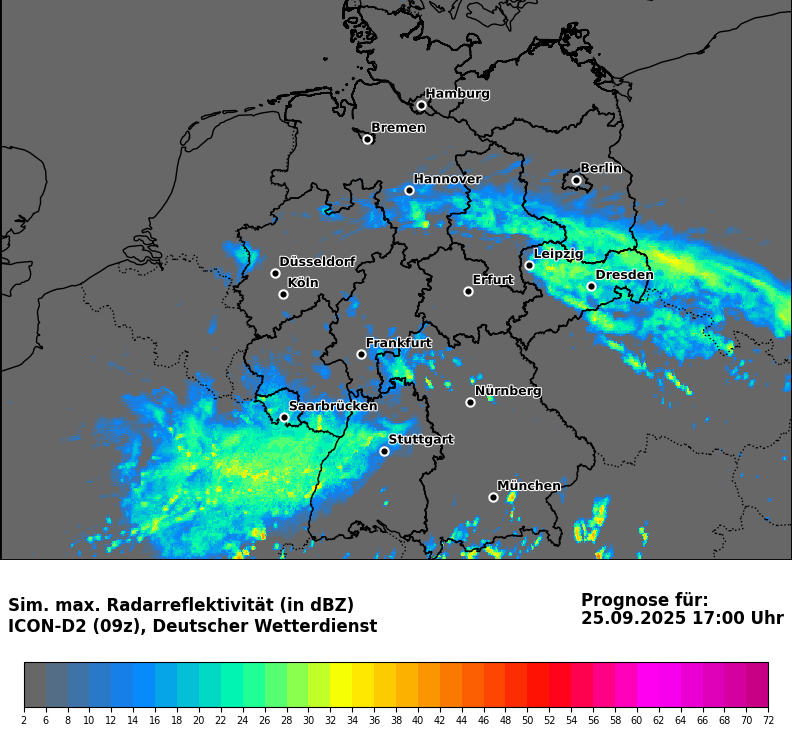 Hamburg
Bremen
Berlin
Hannover
Leipzig
Düsseldorf
Dresden
Köln
Erfurt
Frankfurt
Nürnberg
Saarbrücken
Stuttgart
München
Sim. max. Radarreflektivität (in dBZ)
ICON-D2 (09z), Deutscher Wetterdienst
Prognose für:
25.09.2025 17:00 Uhr
2 6 8 10 12 14 16 18 20 22 24 26 28 30 32 34 36 38 40 42 44 46 48 50 52 54 56 58 60 62 64 66 68 70 72